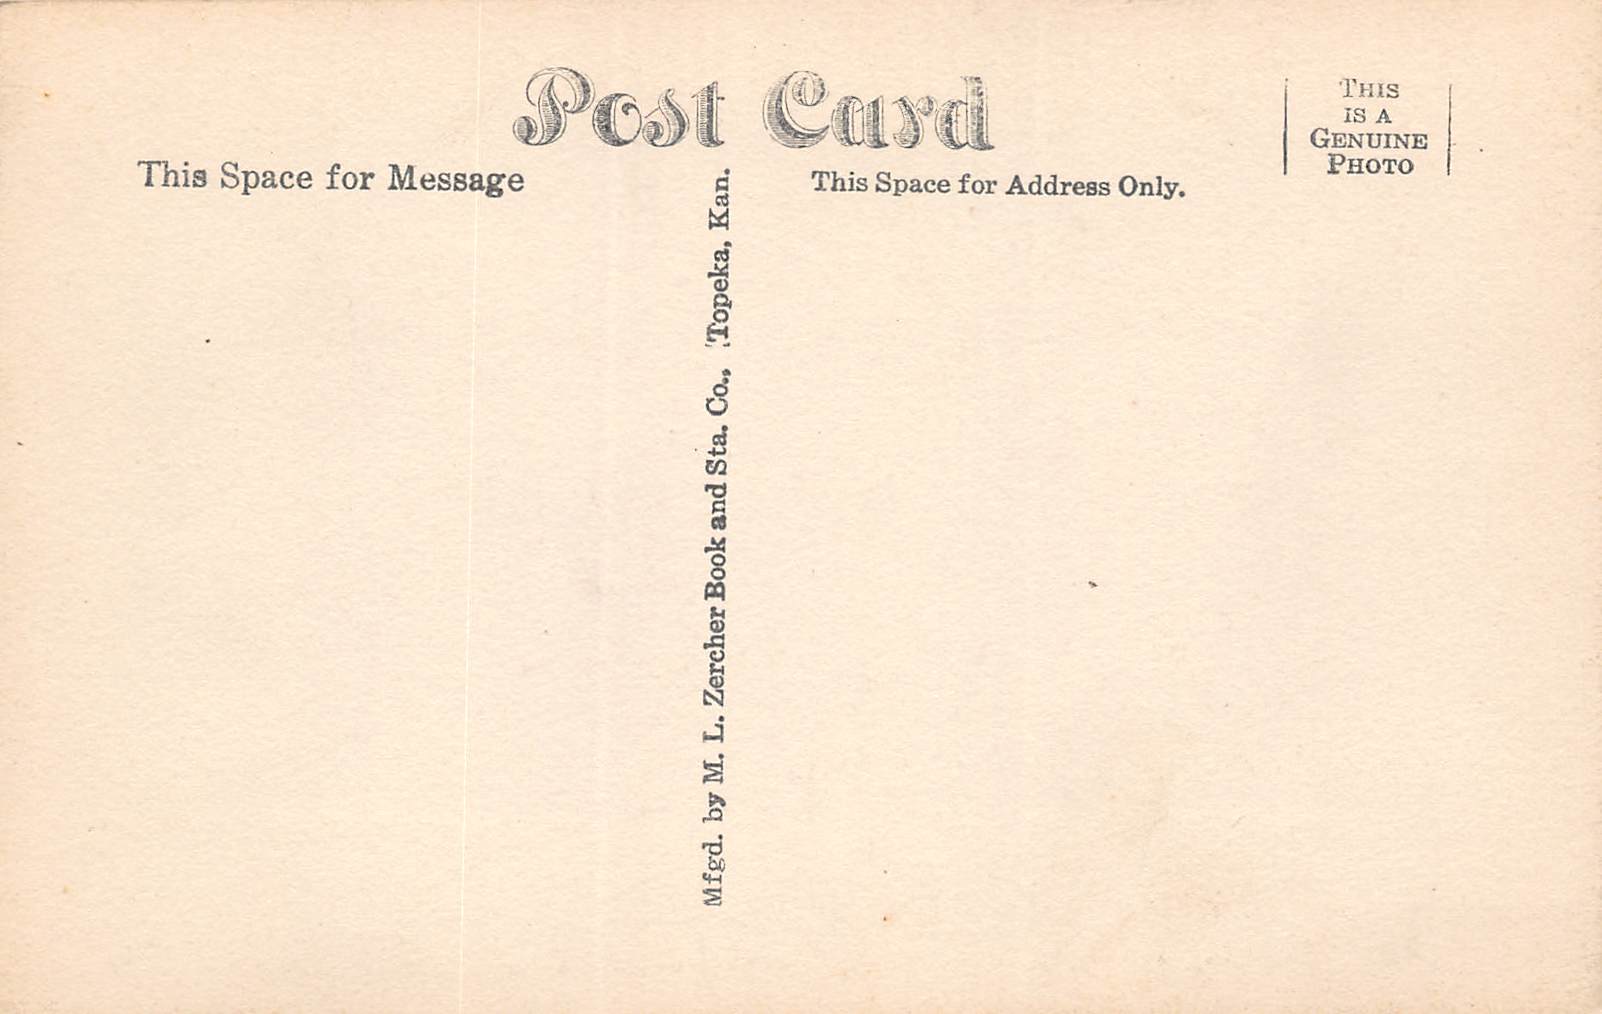 Post Card
This Space for Message
This Space for Address Only.
THIS
IS A
GENUINE
PHOTO
Mfgd. by M. L. Zercher Book and Sta. Co., Topeka, Kan.